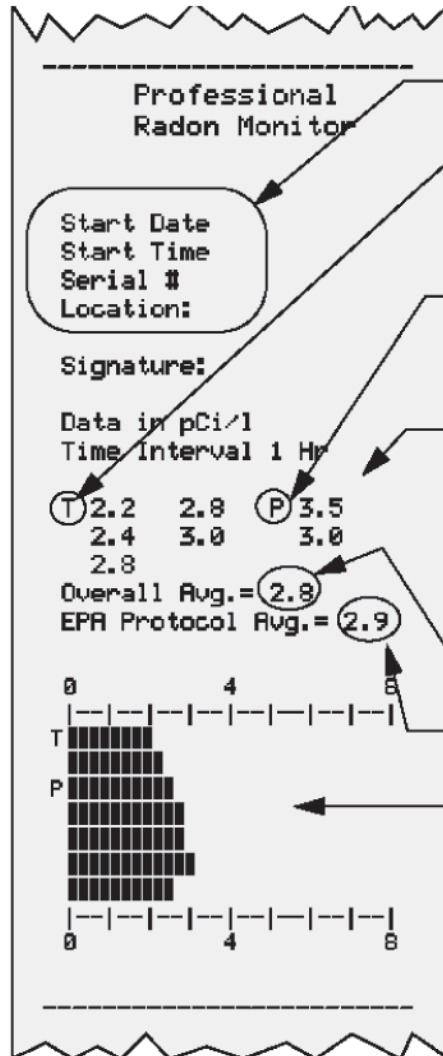 Professional
Radon Monitor
Start Date
Start Time
Serial #
Location:
Signature:
Data in pCi/l
Time Interval 1 Hr
T 2.2 2.8 P 3.5
2.4 3.0 3.0
2.8
Overall Avg.= 2.8
EPA Protocol Avg.= 2.9
0 4 8
|--|--|--|--|--|--|--|--|
T
P
|--|--|--|--|--|--|--|--|
0 4 8